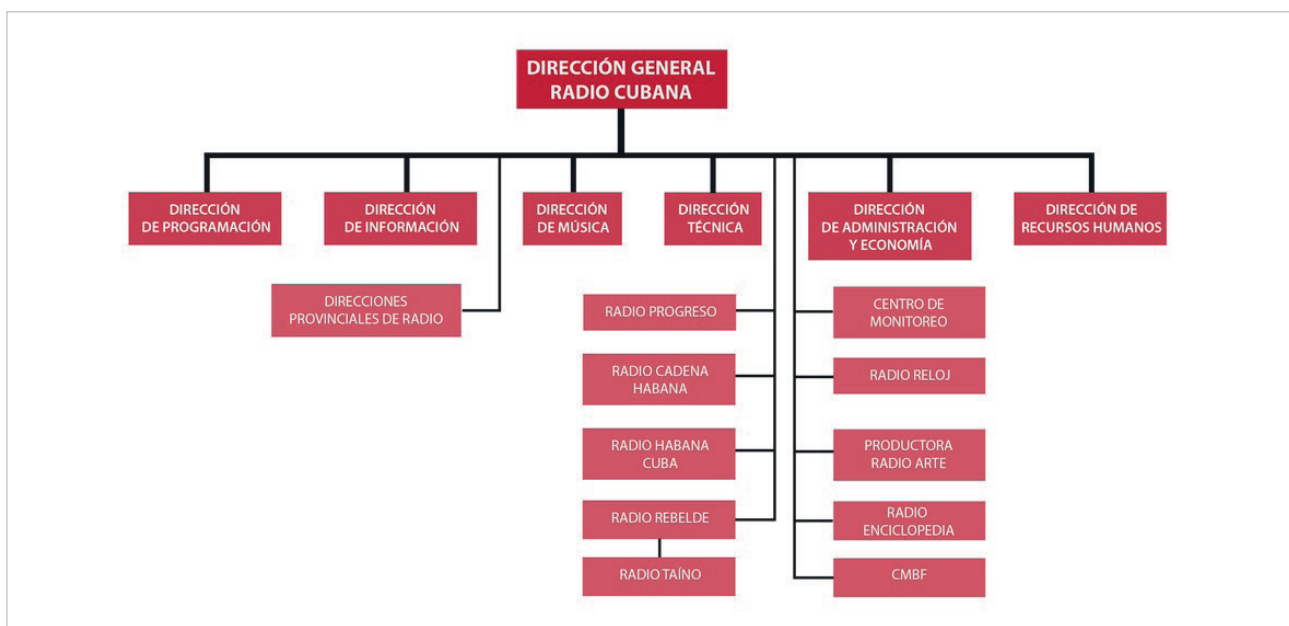 DIRECCIÓN GENERAL
RADIO CUBANA
DIRECCIÓN
DE PROGRAMACIÓN
DIRECCIÓN
DE INFORMACIÓN
DIRECCIÓN
DE MÚSICA
DIRECCIÓN
TÉCNICA
DIRECCIÓN
DE ADMINISTRACIÓN
Y ECONOMÍA
DIRECCIÓN DE
RECURSOS HUMANOS
DIRECCIONES
PROVINCIALES DE RADIO
RADIO PROGRESO
RADIO CADENA
HABANA
RADIO HABANA
CUBA
RADIO REBELDE
RADIO TAÍNO
CENTRO DE
MONITOREO
RADIO RELOJ
PRODUCTORA
RADIO ARTE
RADIO
ENCICLOPEDIA
CMBF